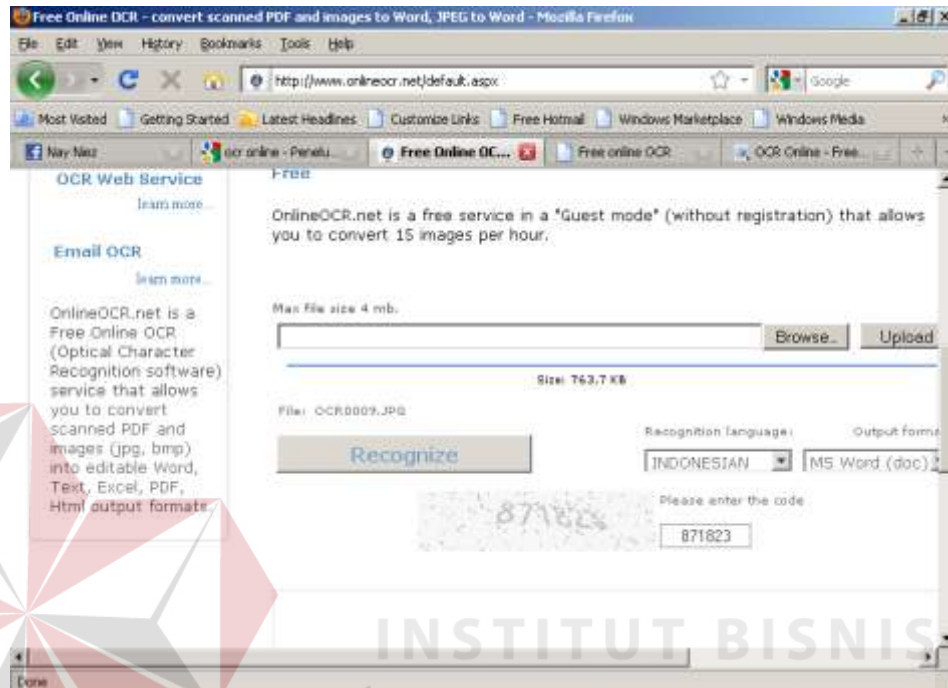 Free Online OCR - convert scanned PDF and images to Word, JPEG to Word - Mozilla Firefox
File Edit View History Bookmarks Tools Help
http://www.onlineocr.net/default.aspx Google
Most Visited Getting Started Latest Headlines Customize Links Free Hotmail Windows Marketplace Windows Media
Nay Niez ocr online - Penelu... Free Online OC... Free online OCR OCR Online - Free...
OCR Web Service
learn more...
Email OCR
learn more...
OnlineOCR.net is a
Free Online OCR
(Optical Character
Recognition software)
service that allows
you to convert
scanned PDF and
images (jpg, bmp)
into editable Word,
Text, Excel, PDF,
Html output formats.
Free
OnlineOCR.net is a free service in a "Guest mode" (without registration) that allows
you to convert 15 images per hour.
Max file size 4 mb.
Browse... Upload
Size: 763.7 KB
File: OCR0009.JPG
Recognize
Recognition language: Output forma
INDONESIAN MS Word (doc)
Please enter the code
871823
INSTITUT BISNIS
Done